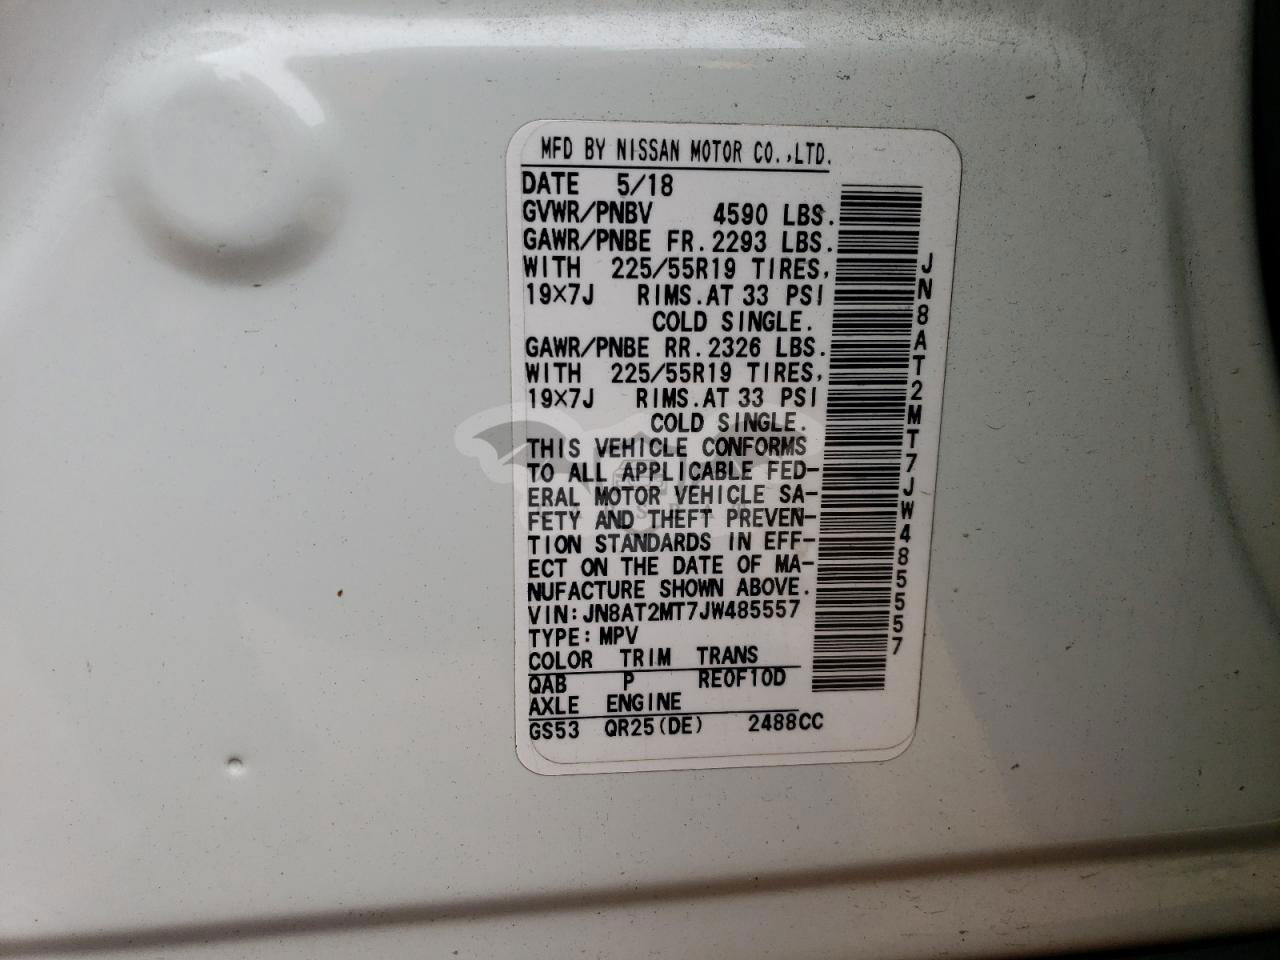 MFD BY NISSAN MOTOR CO.,LTD.
DATE 5/18
GVWR/PNBV 4590 LBS.
GAWR/PNBE FR. 2293 LBS.
WITH 225/55R19 TIRES,
19×7J RIMS. AT 33 PSI
COLD SINGLE.
GAWR/PNBE RR. 2326 LBS.
WITH 225/55R19 TIRES,
19×7J RIMS. AT 33 PSI
COLD SINGLE.
THIS VEHICLE CONFORMS
TO ALL APPLICABLE FED-
ERAL MOTOR VEHICLE SA-
FETY AND THEFT PREVEN-
TION STANDARDS IN EFF-
ECT ON THE DATE OF MA-
NUFACTURE SHOWN ABOVE.
VIN: JN8AT2MT7JW485557
TYPE: MPV
COLOR TRIM TRANS
QAB P RE0F10D
AXLE ENGINE
GS53 QR25(DE) 2488CC
JN8AT2MT7JW485557